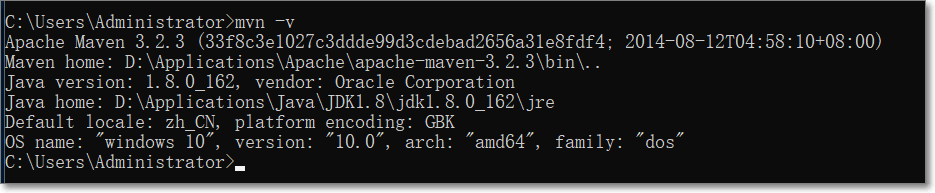 C:\Users\Administrator>mvn -v
Apache Maven 3.2.3 (33f8c3e1027c3ddde99d3cdebad2656a31e8fdf4; 2014-08-12T04:58:10+08:00)
Maven home: D:\Applications\Apache\apache-maven-3.2.3\bin\..
Java version: 1.8.0_162, vendor: Oracle Corporation
Java home: D:\Applications\Java\JDK1.8\jdk1.8.0_162\jre
Default locale: zh_CN, platform encoding: GBK
OS name: "windows 10", version: "10.0", arch: "amd64", family: "dos"
C:\Users\Administrator>